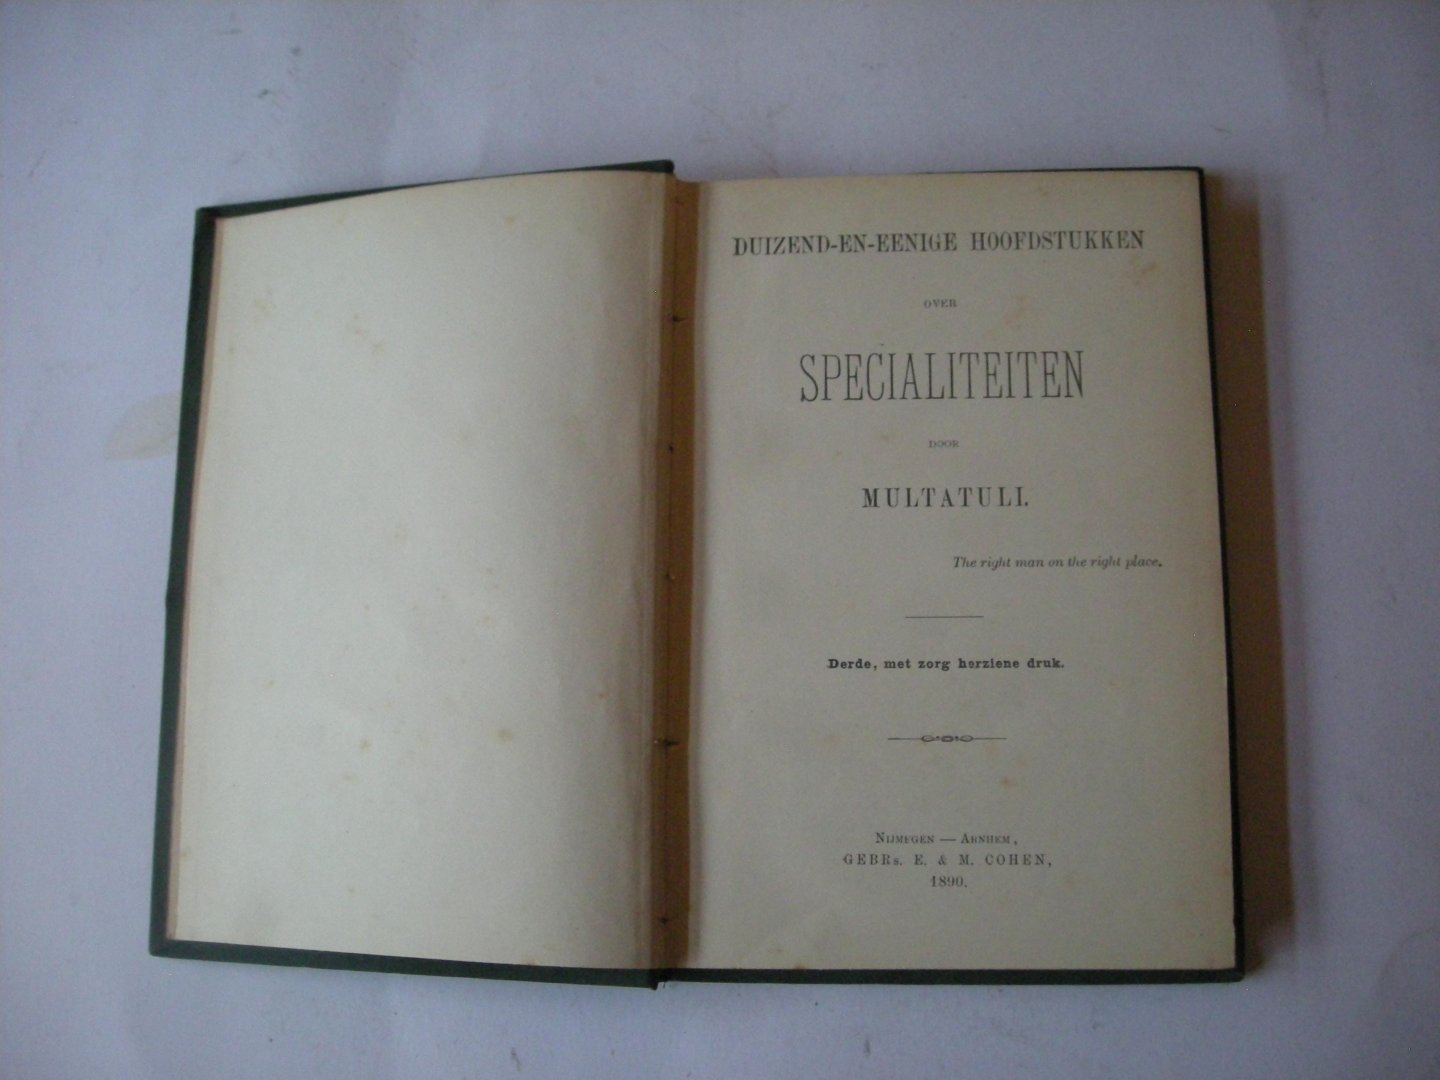 DUIZEND-EN-EENIGE HOOFDSTUKKEN
OVER
SPECIALITEITEN
DOOR
MULTATULI.
The right man on the right place.
Derde, met zorg herziene druk.
NIJMEGEN — ARNHEM,
GEBRs. E. & M. COHEN,
1890.